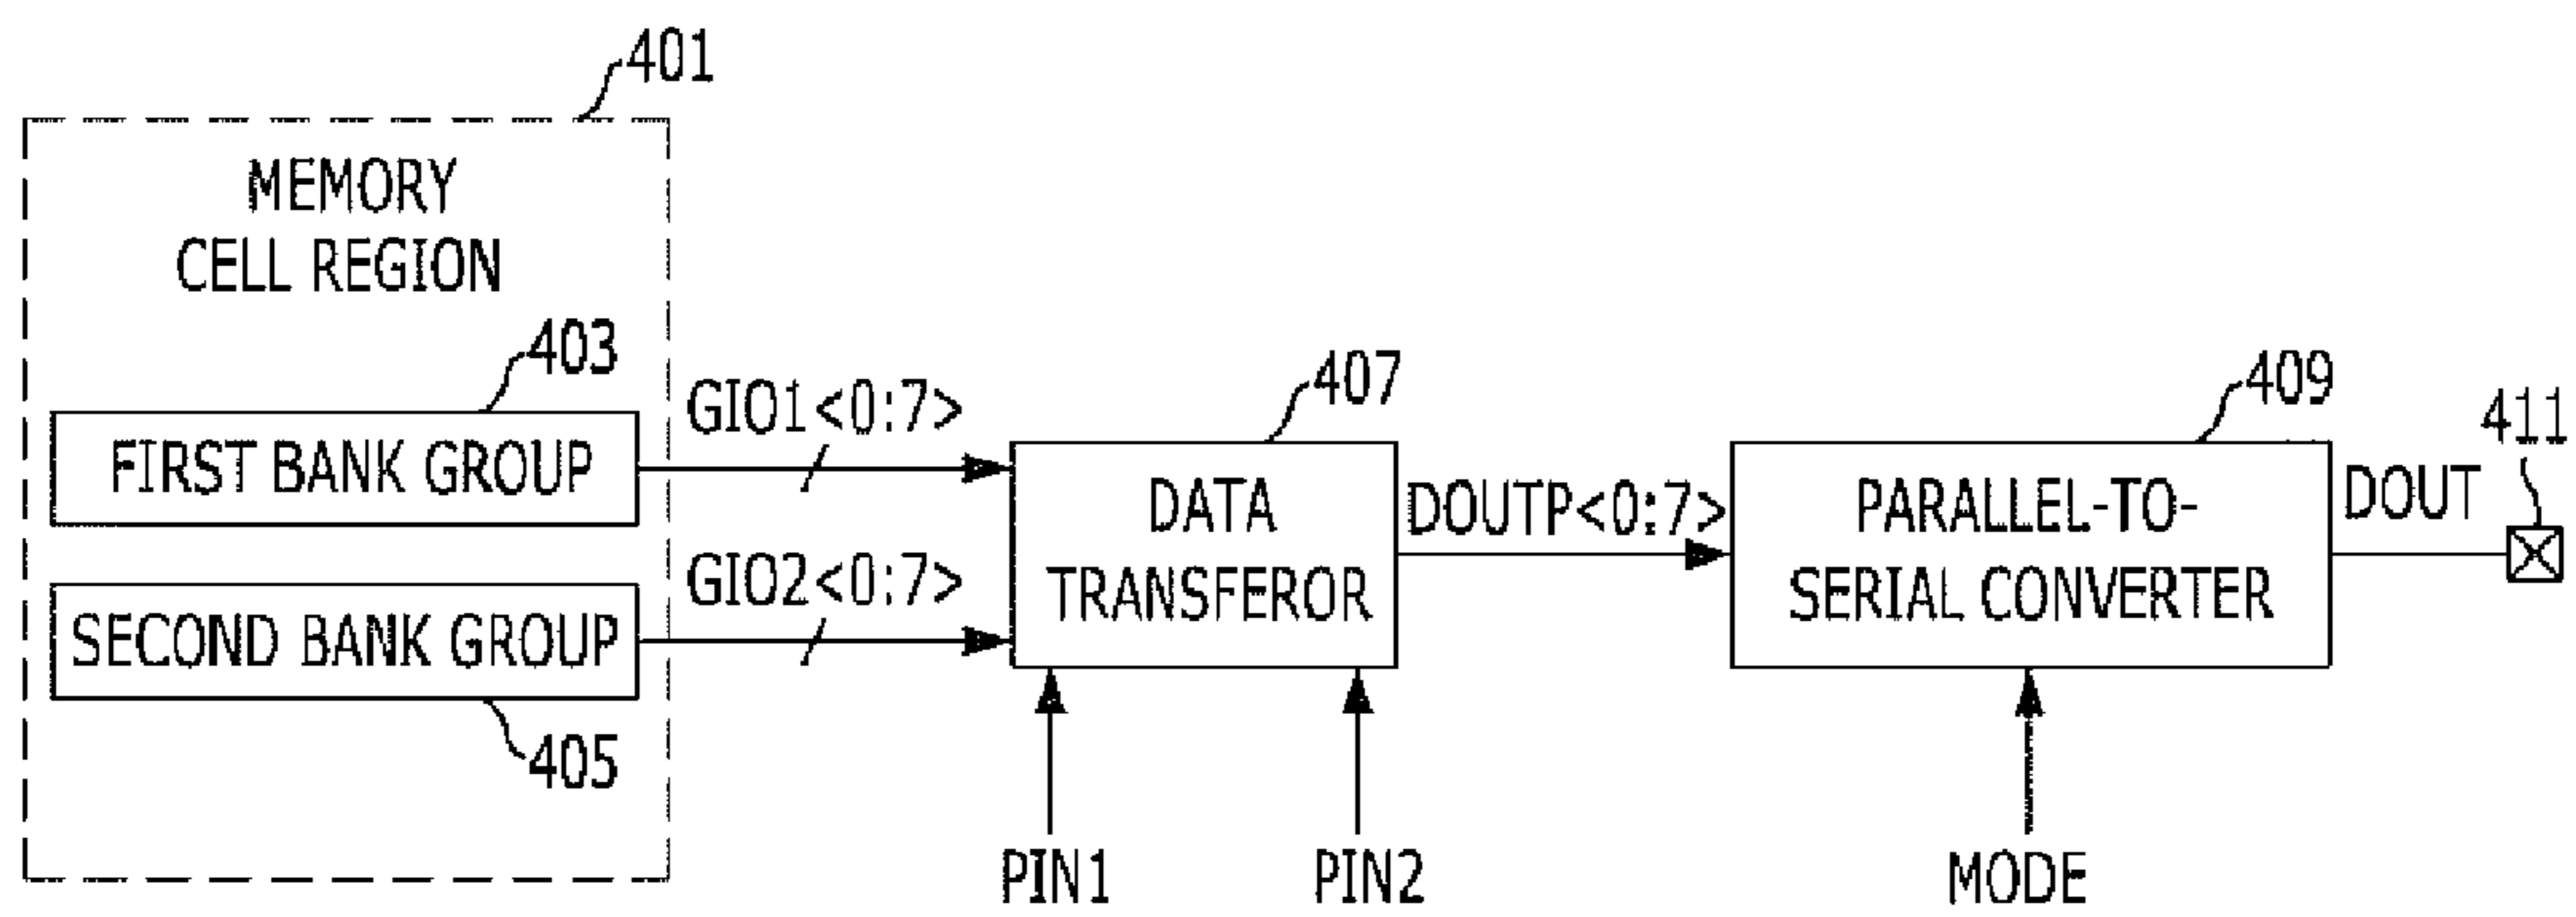 401
MEMORY
CELL REGION
403
FIRST BANK GROUP
SECOND BANK GROUP
405
GIO1<0:7>
GIO2<0:7>
407
DATA
TRANSFEROR
PIN1
PIN2
DOUTP<0:7>
409
PARALLEL-TO-
SERIAL CONVERTER
MODE
DOUT
411